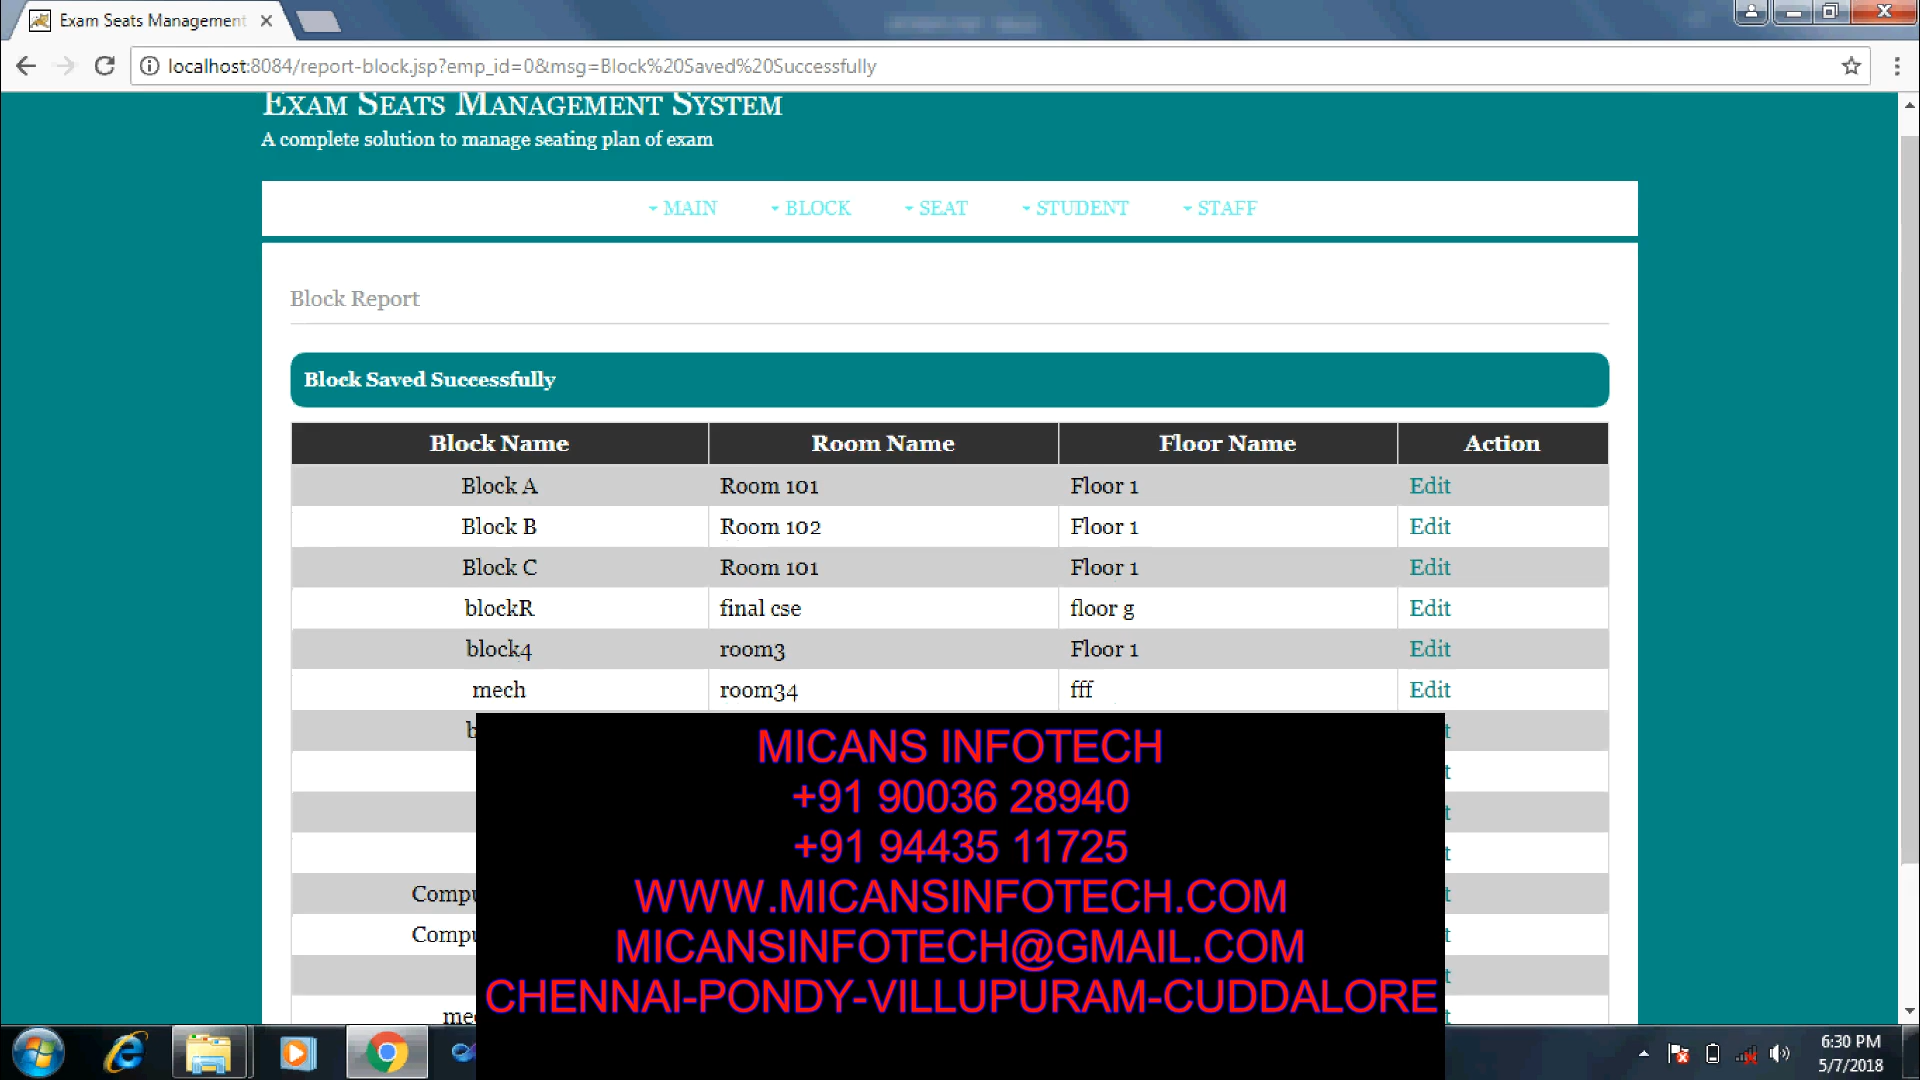 Exam Seats Management
localhost:8084/report-block.jsp?emp_id=0&msg=Block%20Saved%20Successfully
EXAM SEATS MANAGEMENT SYSTEM
A complete solution to manage seating plan of exam
MAIN BLOCK SEAT STUDENT STAFF
Block Report
Block Saved Successfully
Block Name Room Name Floor Name Action
Block A Room 101 Floor 1 Edit
Block B Room 102 Floor 1 Edit
Block C Room 101 Floor 1 Edit
blockR final cse floor g Edit
block4 room3 Floor 1 Edit
mech room34 fff Edit
MICANS INFOTECH
+91 90036 28940
+91 94435 11725
WWW.MICANSINFOTECH.COM
MICANSINFOTECH@GMAIL.COM
CHENNAI-PONDY-VILLUPURAM-CUDDALORE
6:30 PM
5/7/2018